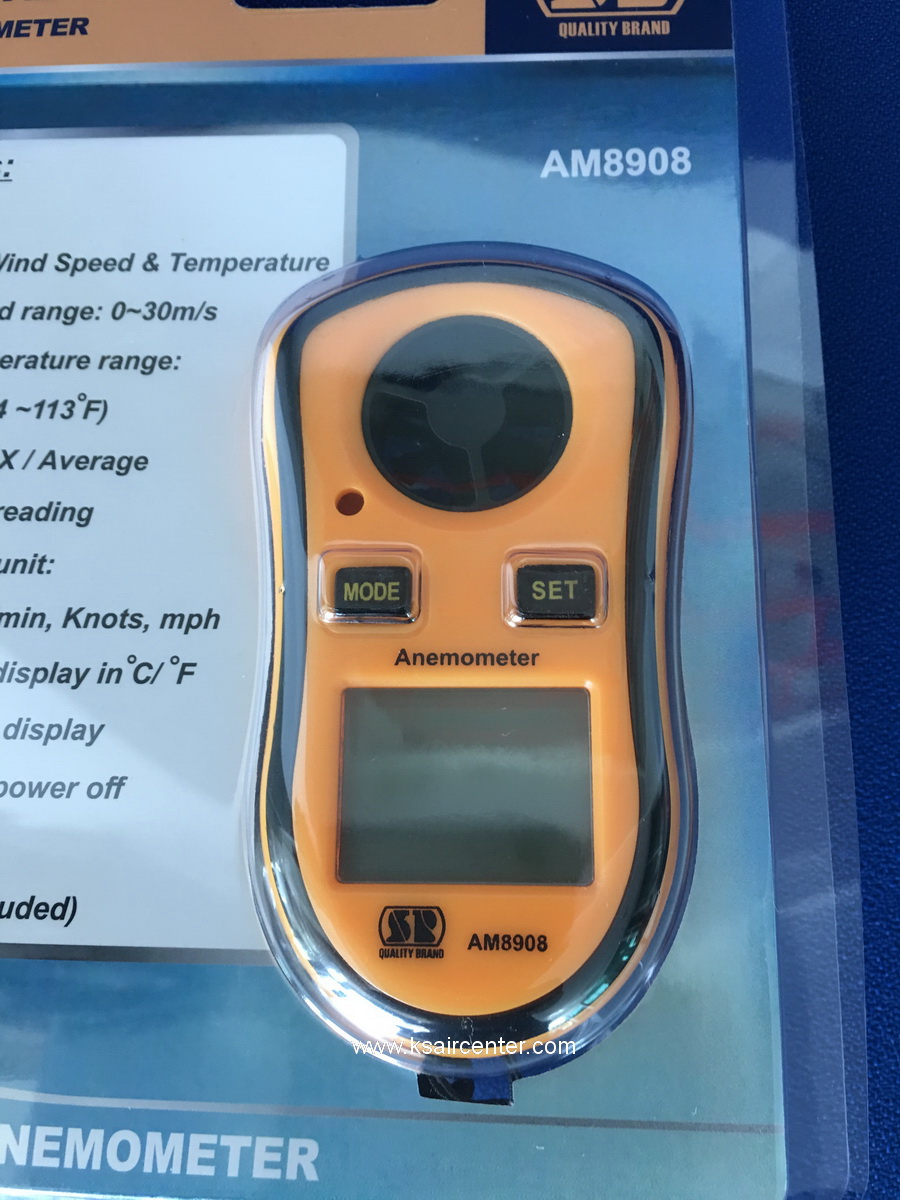 METER
QUALITY BRAND
AM8908
Wind Speed & Temperature
d range: 0~30m/s
erature range:
4 ~113°F)
X / Average
reading
unit:
min, Knots, mph
display in°C/ °F
display
power off
uded)
MODE
SET
Anemometer
SP
QUALITY BRAND
AM8908
www.ksaircenter.com
NEMOMETER